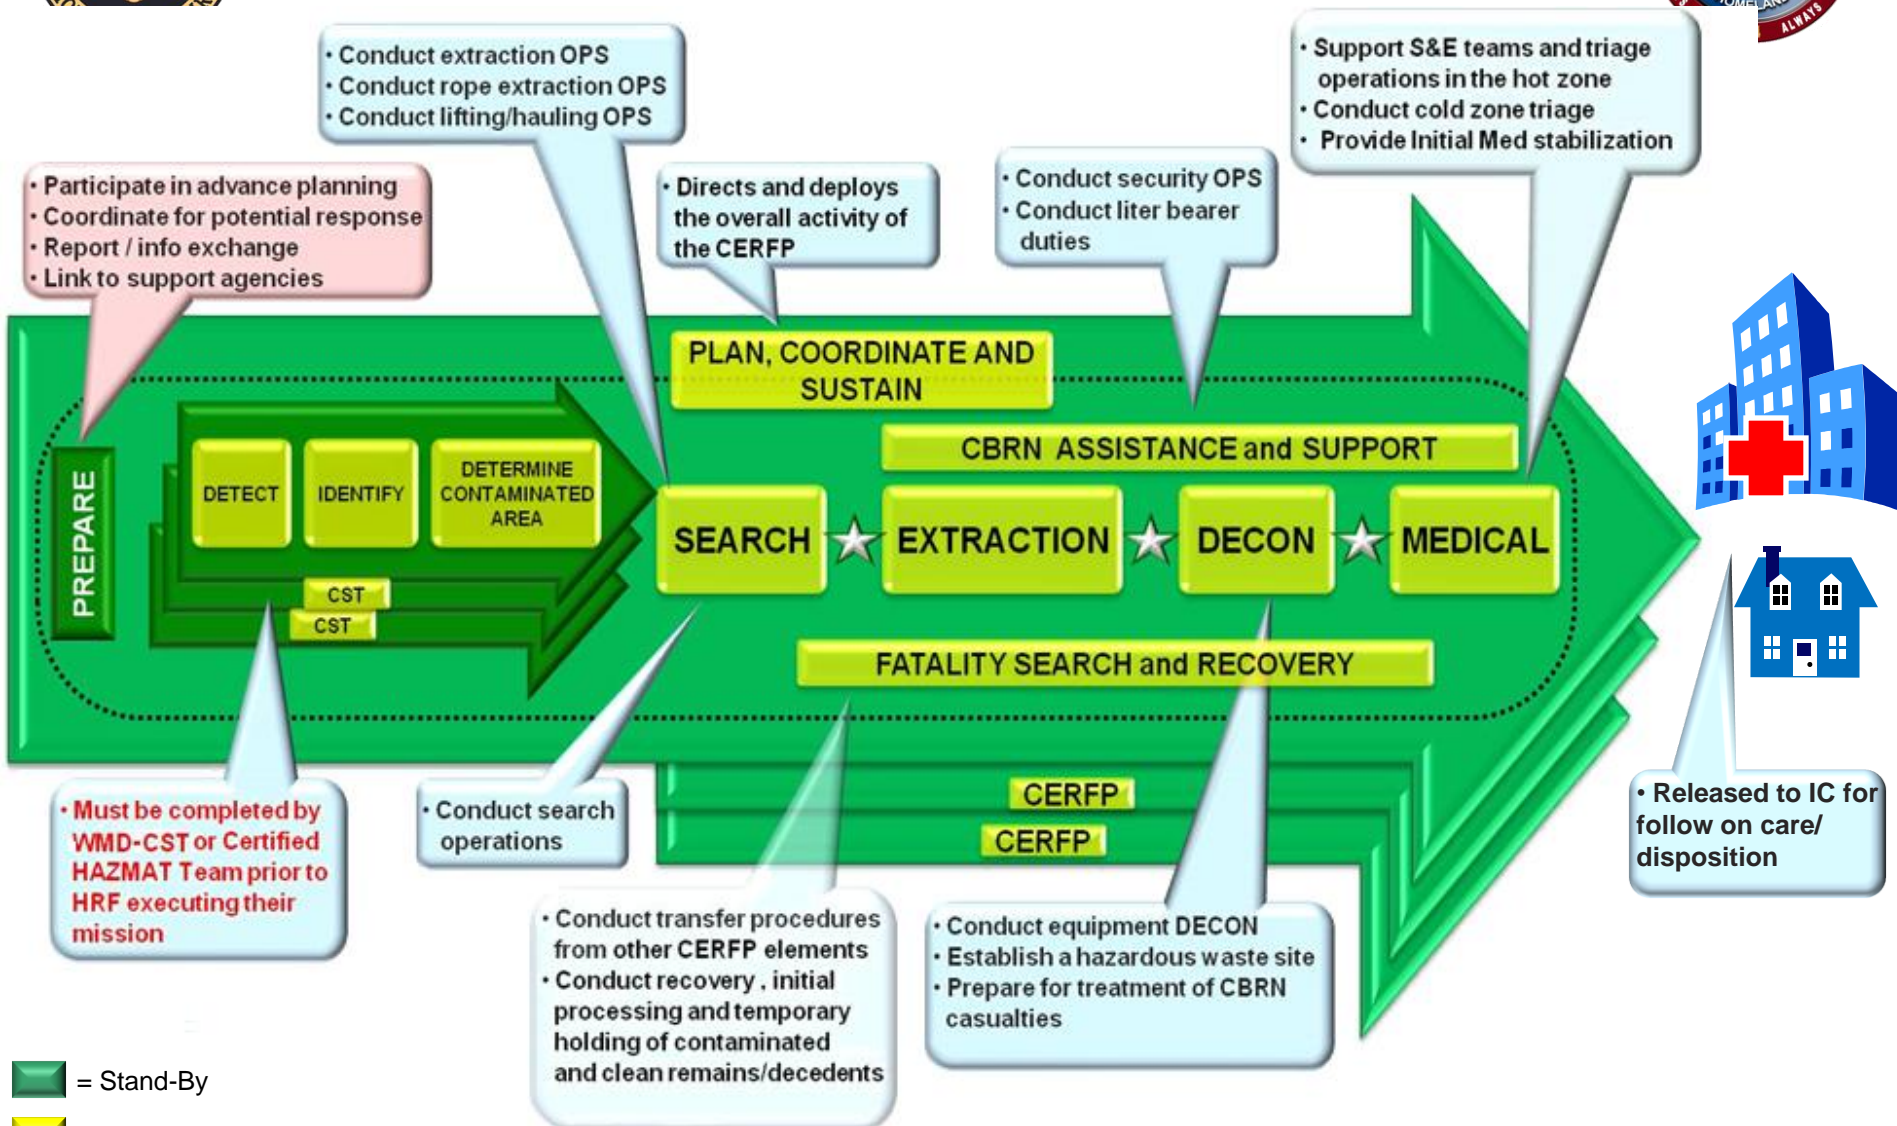 HOMELAND
ALWAYS
• Conduct extraction OPS
• Conduct rope extraction OPS
• Conduct lifting/hauling OPS
• Support S&E teams and triage
operations in the hot zone
• Conduct cold zone triage
• Provide Initial Med stabilization
• Participate in advance planning
• Coordinate for potential response
• Report / info exchange
• Link to support agencies
• Directs and deploys
the overall activity of
the CERFP
• Conduct security OPS
• Conduct liter bearer
duties
PLAN, COORDINATE AND
SUSTAIN
CBRN ASSISTANCE and SUPPORT
PREPARE
DETECT
IDENTIFY
DETERMINE
CONTAMINATED
AREA
SEARCH
EXTRACTION
DECON
MEDICAL
CST
CST
FATALITY SEARCH and RECOVERY
CERFP
CERFP
• Must be completed by
WMD-CST or Certified
HAZMAT Team prior to
HRF executing their
mission
• Conduct search
operations
• Conduct transfer procedures
from other CERFP elements
• Conduct recovery , initial
processing and temporary
holding of contaminated
and clean remains/decedents
• Conduct equipment DECON
• Establish a hazardous waste site
• Prepare for treatment of CBRN
casualties
• Released to IC for
follow on care/
disposition
= Stand-By